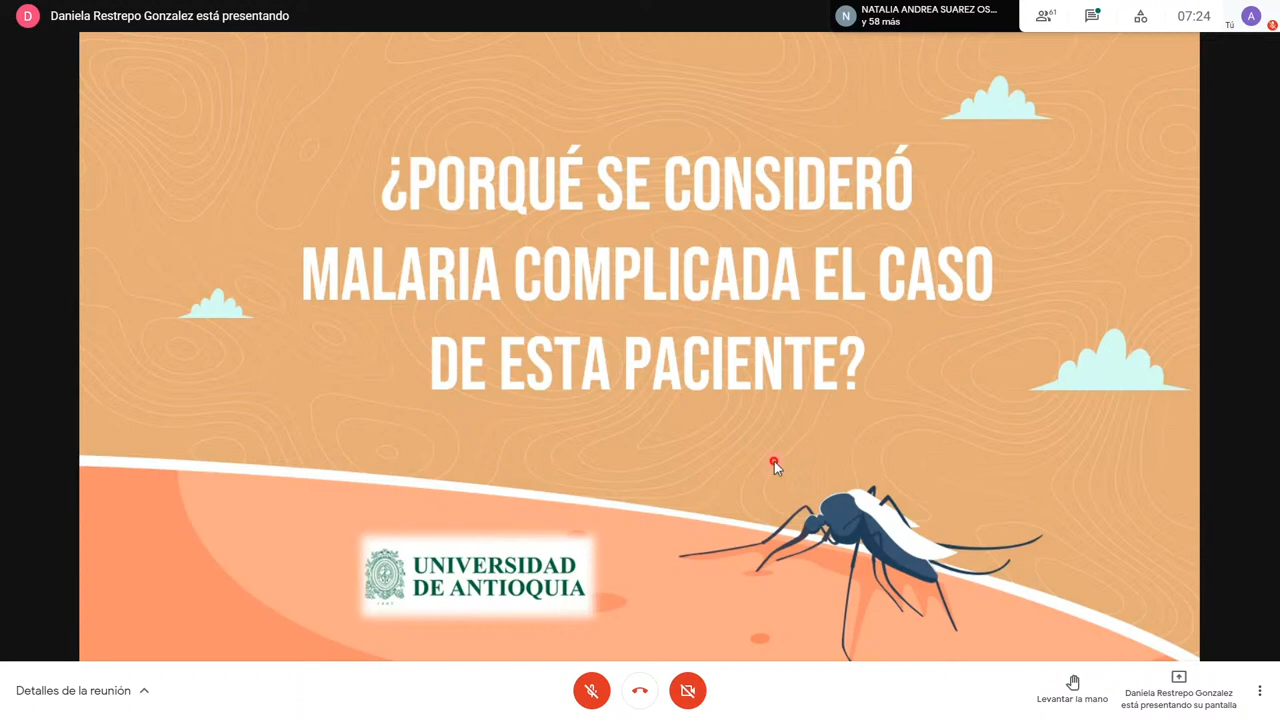 D
Daniela Restrepo Gonzalez está presentando
N
NATALIA ANDREA SUAREZ OS...
y 58 más
61
07:24
Tú
A
¿PORQUÉ SE CONSIDERÓ
MALARIA COMPLICADA EL CASO
DE ESTA PACIENTE?
UNIVERSIDAD
DE ANTIOQUIA
Detalles de la reunión
Levantar la mano
Daniela Restrepo Gonzalez
está presentando su pantalla